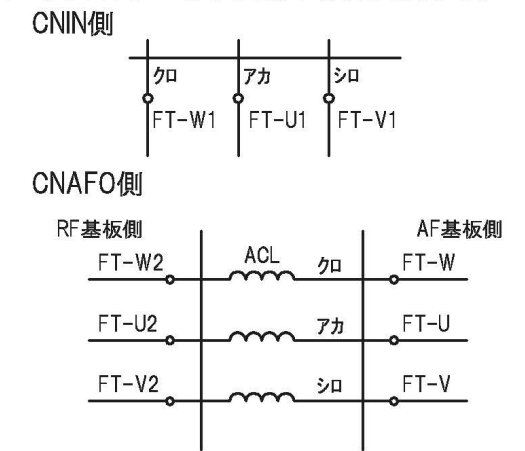 CNIN側
クロ アカ シロ
FT-W1 FT-U1 FT-V1
CNAFO側
RF基板側 AF基板側
FT-W2 ACL クロ FT-W
FT-U2 アカ FT-U
FT-V2 シロ FT-V